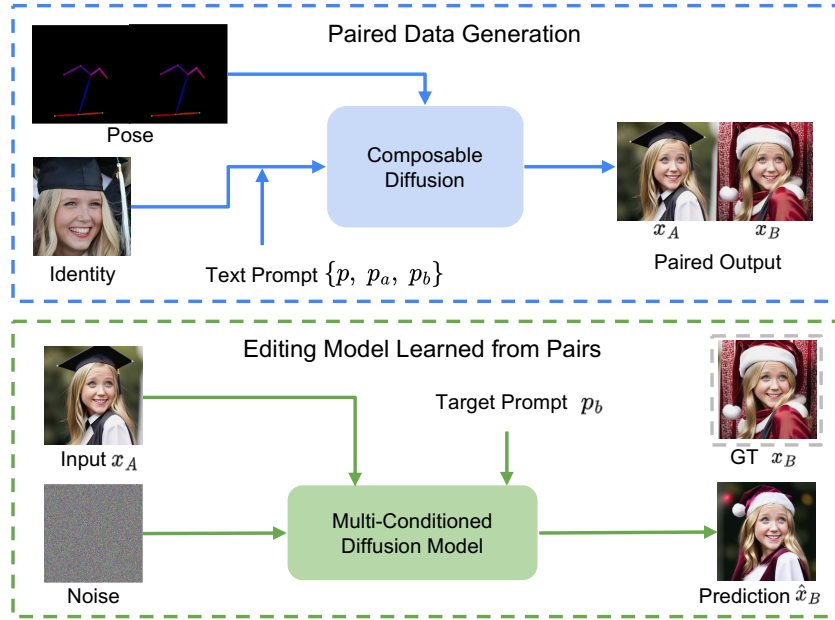 Paired Data Generation
Pose
Composable
Diffusion
Identity
Text Prompt {p, p_a, p_b}
x_A x_B
Paired Output
Editing Model Learned from Pairs
Target Prompt p_b
Input x_A
GT x_B
Multi-Conditioned
Diffusion Model
Noise
Prediction x̂_B